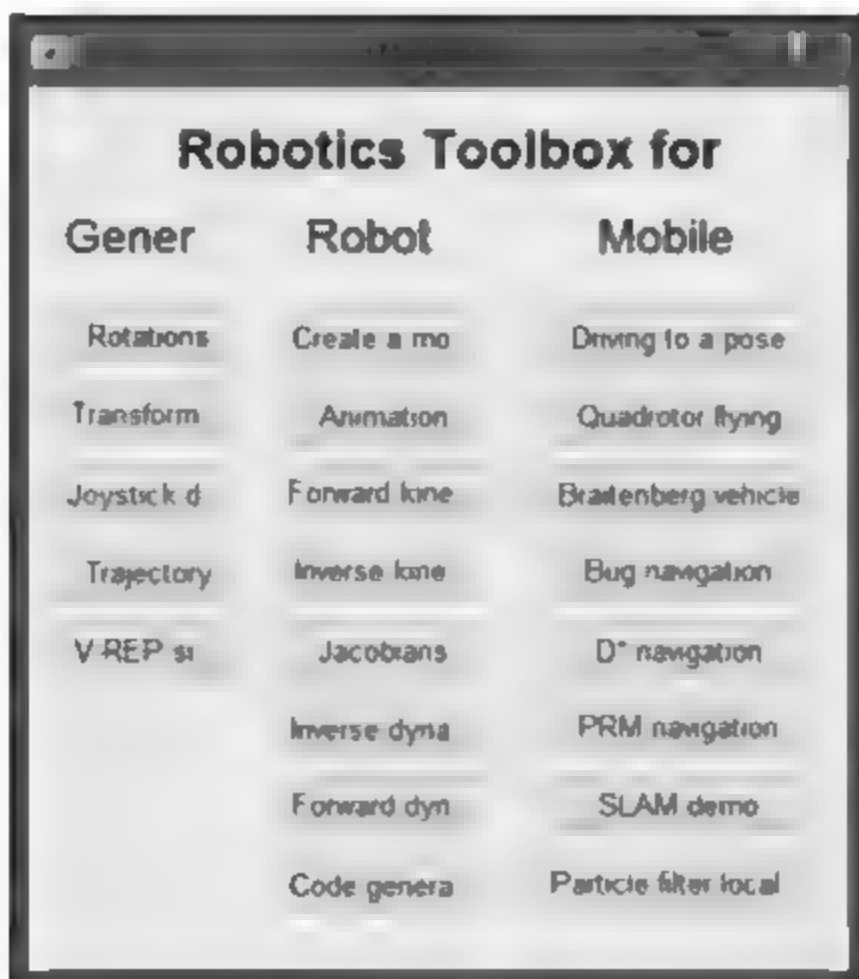 Robotics Toolbox for
Gener Robot Mobile
Rotations Create a mo Driving to a pose
Transform Animation Quadrotor flying
Joystick d Forward kine Braitenberg vehicle
Trajectory Inverse kine Bug navigation
V-REP si Jacobians D* navigation
Inverse dyna PRM navigation
Forward dyn SLAM demo
Code genera Particle filter local